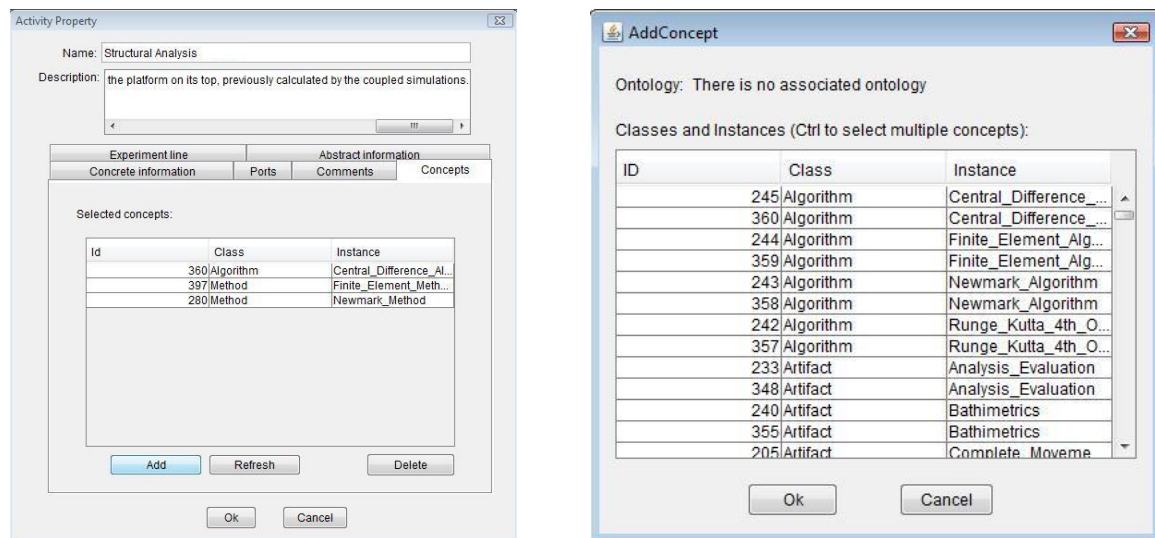 Activity Property
Name: Structural Analysis
Description: the platform on its top, previously calculated by the coupled simulations.
Experiment line Abstract information
Concrete information Ports Comments Concepts
Selected concepts:
Id Class Instance
360 Algorithm Central_Difference_Al...
397 Method Finite_Element_Meth...
280 Method Newmark_Method
Add Refresh Delete
Ok Cancel
AddConcept
Ontology: There is no associated ontology
Classes and Instances (Ctrl to select multiple concepts):
ID Class Instance
245 Algorithm Central_Difference_...
360 Algorithm Central_Difference_...
244 Algorithm Finite_Element_Alg...
359 Algorithm Finite_Element_Alg...
243 Algorithm Newmark_Algorithm
358 Algorithm Newmark_Algorithm
242 Algorithm Runge_Kutta_4th_O...
357 Algorithm Runge_Kutta_4th_O...
233 Artifact Analysis_Evaluation
348 Artifact Analysis_Evaluation
240 Artifact Bathimetrics
355 Artifact Bathimetrics
205 Artifact Complete_Moveme
Ok Cancel